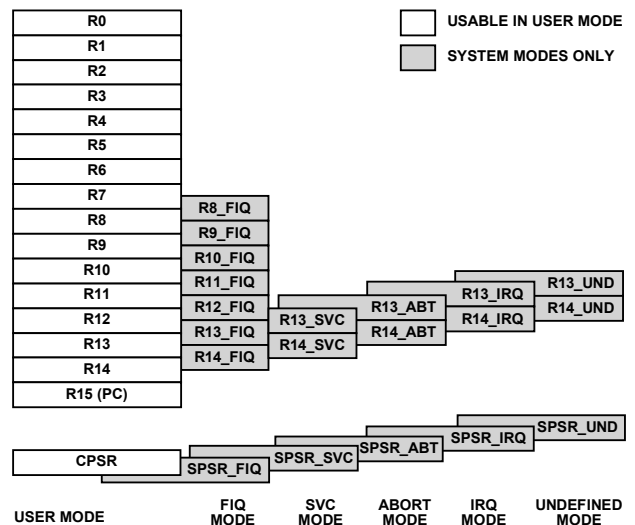 R0
R1
R2
R3
R4
R5
R6
R7
R8
R9
R10
R11
R12
R13
R14
R15 (PC)
USABLE IN USER MODE
SYSTEM MODES ONLY
R8_FIQ
R9_FIQ
R10_FIQ
R11_FIQ
R12_FIQ
R13_FIQ
R14_FIQ
R13_SVC
R14_SVC
R13_ABT
R14_ABT
R13_IRQ
R14_IRQ
R13_UND
R14_UND
CPSR
SPSR_FIQ
SPSR_SVC
SPSR_ABT
SPSR_IRQ
SPSR_UND
USER MODE
FIQ
MODE
SVC
MODE
ABORT
MODE
IRQ
MODE
UNDEFINED
MODE